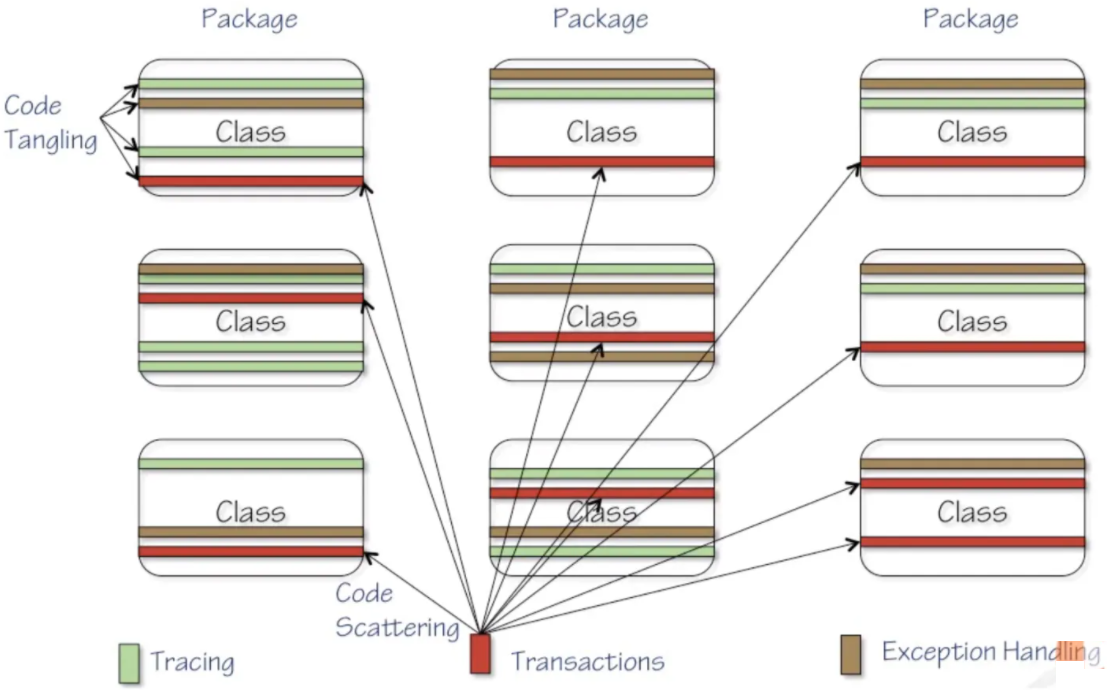 Package
Package
Package
Code
Tangling
Class
Class
Class
Class
Class
Class
Class
Class
Class
Code
Scattering
Tracing
Transactions
Exception Handling